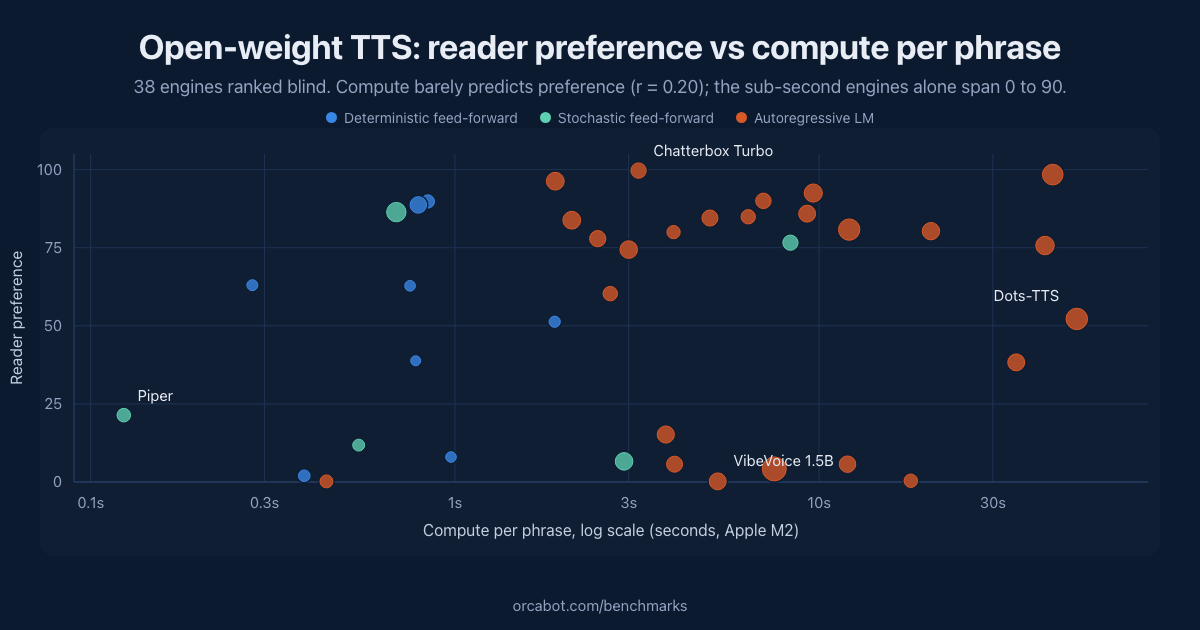 Open-weight TTS: reader preference vs compute per phrase
38 engines ranked blind. Compute barely predicts preference (r = 0.20); the sub-second engines alone span 0 to 90.
Deterministic feed-forward
Stochastic feed-forward
Autoregressive LM
Chatterbox Turbo
100
75
Reader preference
Dots-TTS
50
Piper
25
VibeVoice 1.5B
0
0.1s
0.3s
1s
3s
10s
30s
Compute per phrase, log scale (seconds, Apple M2)
orcabot.com/benchmarks